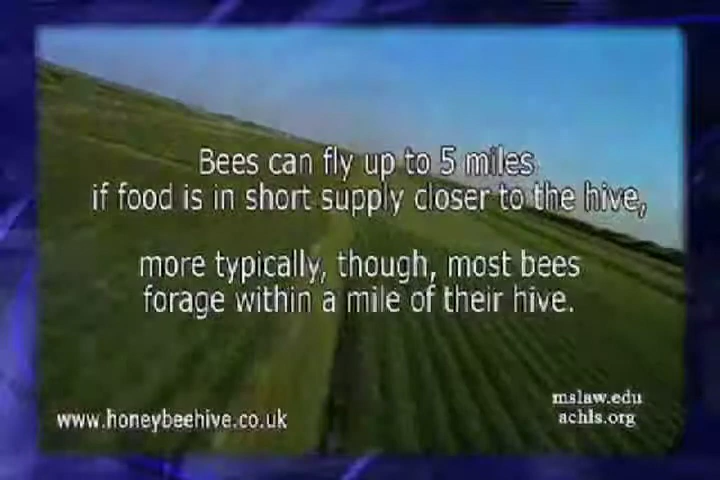 Bees can fly up to 5 miles
if food is in short supply closer to the hive,
more typically, though, most bees
forage within a mile of their hive.
mslaw.edu
www.honeybeehive.co.uk
achls.org